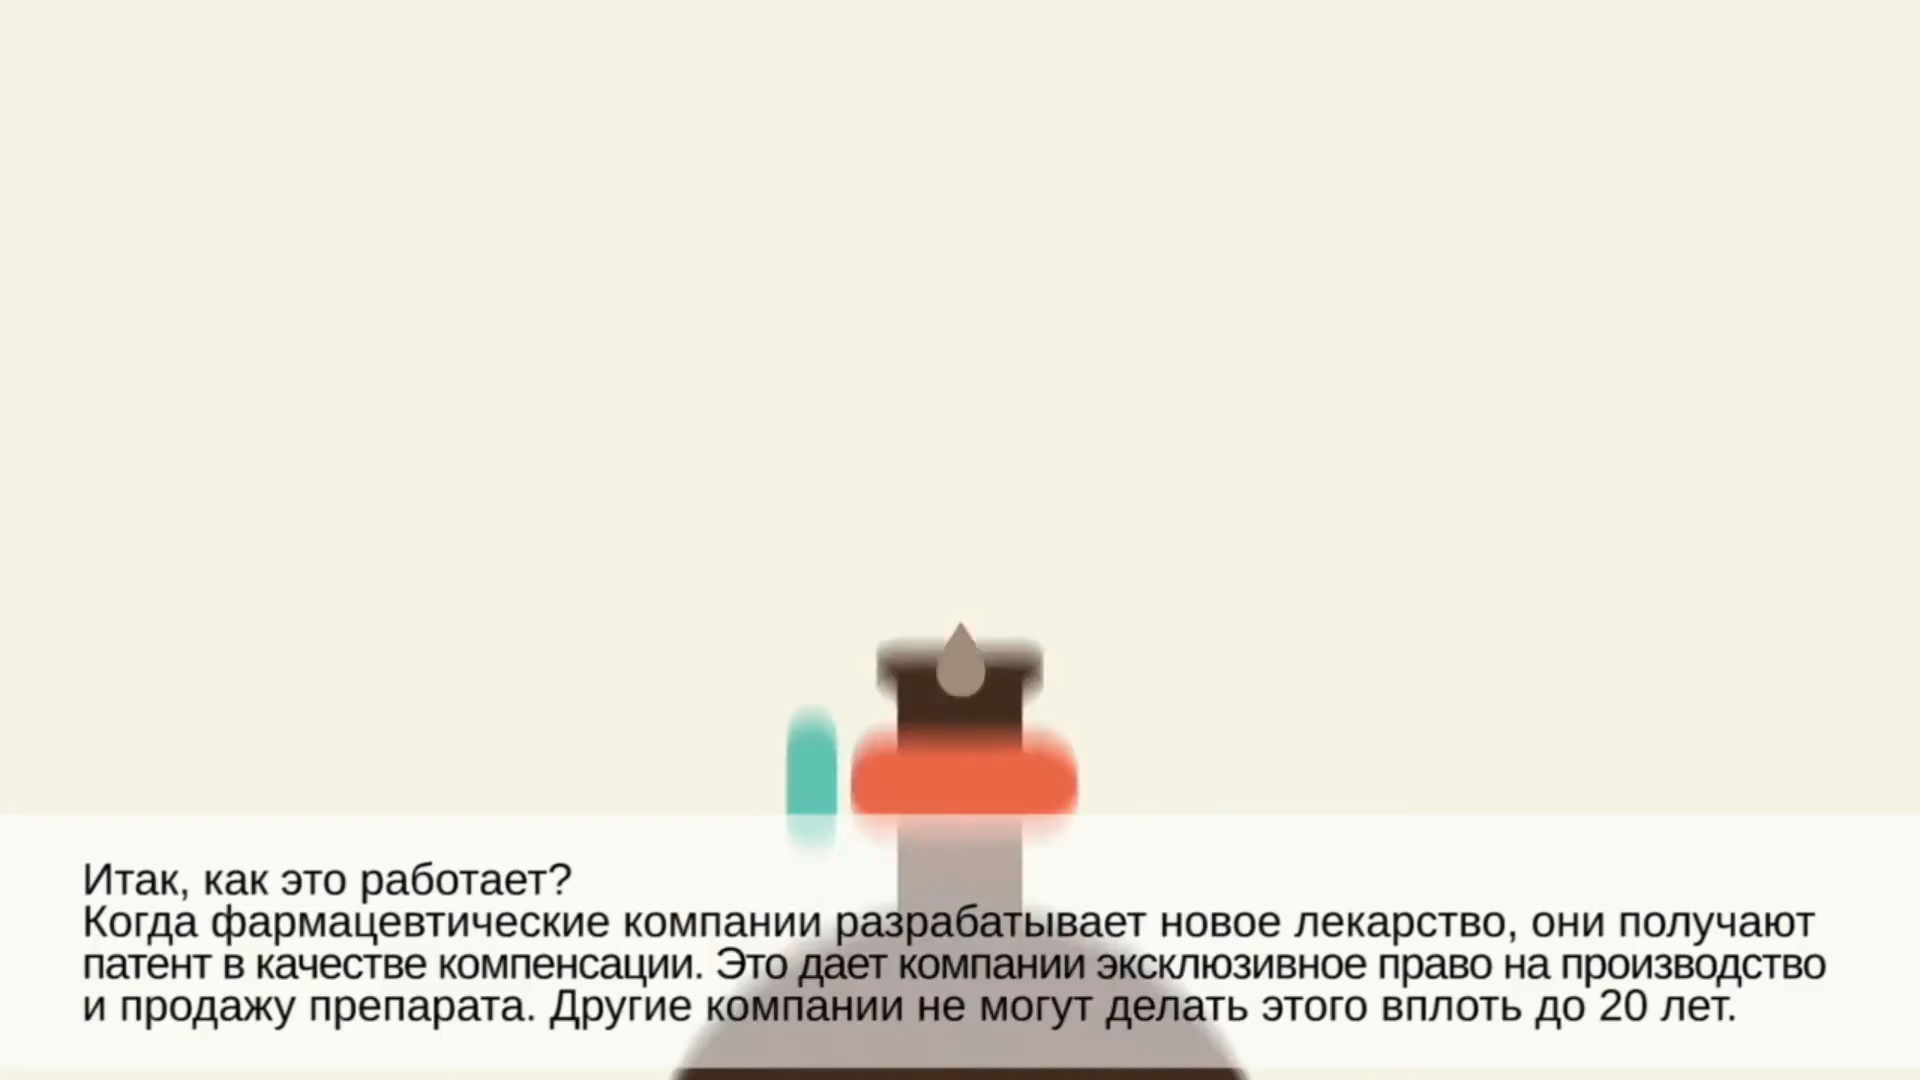 Итак, как это работает?
Когда фармацевтические компании разрабатывает новое лекарство, они получают
патент в качестве компенсации. Это дает компании эксклюзивное право на производство
и продажу препарата. Другие компании не могут делать этого вплоть до 20 лет.